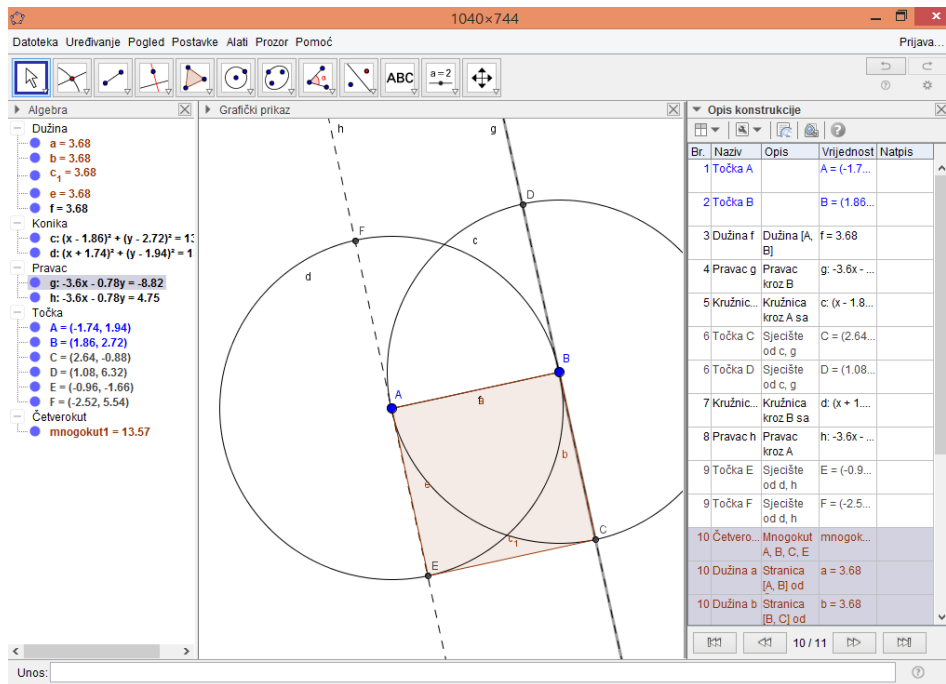 1040×744
Datoteka Uređivanje Pogled Postavke Alati Prozor Pomoć
Prijava...
ABC
a=2
Algebra
Dužina
a = 3.68
b = 3.68
c₁ = 3.68
e = 3.68
f = 3.68
Konika
c: (x - 1.86)² + (y - 2.72)² = 13
d: (x + 1.74)² + (y - 1.94)² = 1
Pravac
g: -3.6x - 0.78y = -8.82
h: -3.6x - 0.78y = 4.75
Točka
A = (-1.74, 1.94)
B = (1.86, 2.72)
C = (2.64, -0.88)
D = (1.08, 6.32)
E = (-0.96, -1.66)
F = (-2.52, 5.54)
Četverokut
mnogokut1 = 13.57
Grafički prikaz
h
g
D
F
c
d
B
A
a
b
e
C
c₁
E
Opis konstrukcije
Br. Naziv Opis Vrijednost Natpis
1 Točka A A = (-1.7...
2 Točka B B = (1.86...
3 Dužina f Dužina [A, f = 3.68
B]
4 Pravac g Pravac g: -3.6x - ...
kroz B
5 Kružnic... Kružnica c: (x - 1.8...
kroz A sa
6 Točka C Sjecište C = (2.64...
od c, g
6 Točka D Sjecište D = (1.08...
od c, g
7 Kružnic... Kružnica d: (x + 1....
kroz B sa
8 Pravac h Pravac h: -3.6x - ...
kroz A
9 Točka E Sjecište E = (-0.9...
od d, h
9 Točka F Sjecište F = (-2.5...
od d, h
10 Četvero... Mnogokut mnogok...
A, B, C, E
10 Dužina a Stranica a = 3.68
[A, B] od
10 Dužina b Stranica b = 3.68
[B, C] od
10 / 11
Unos: